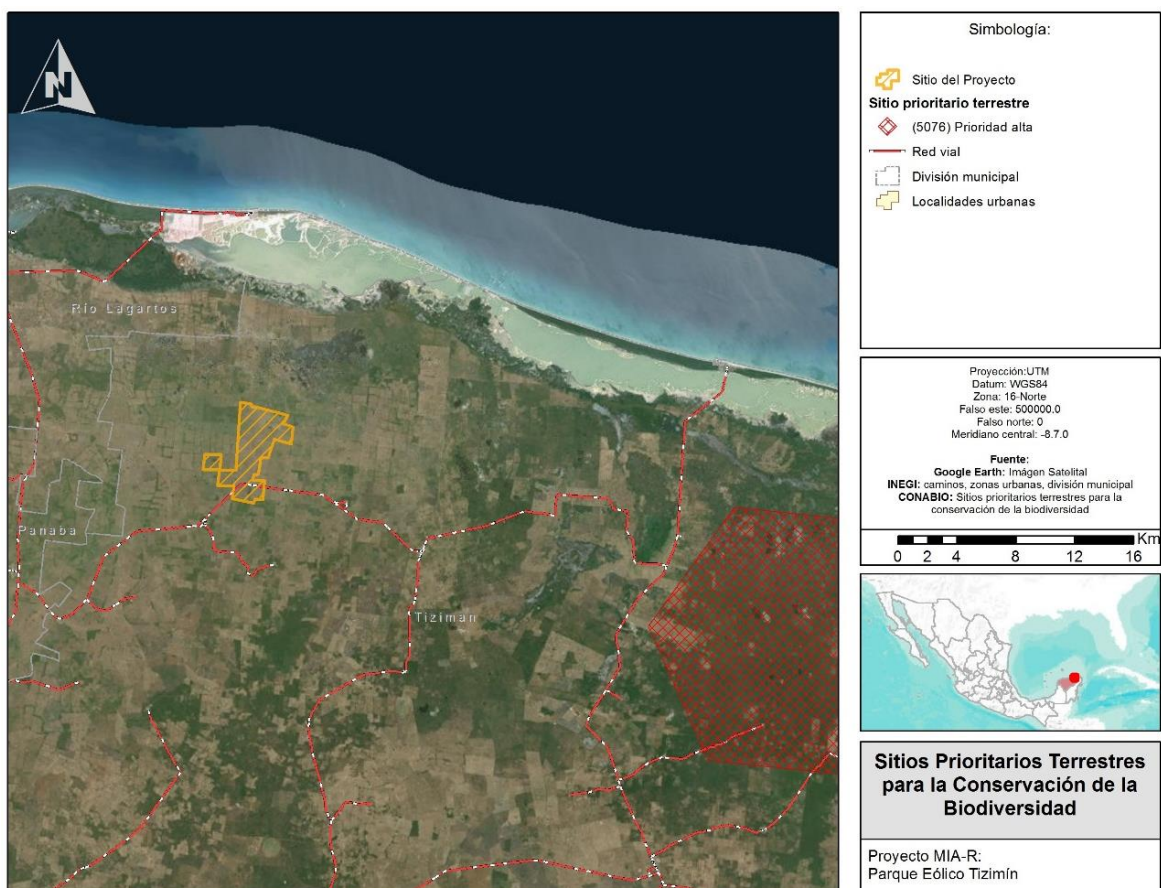 N
Río Lagartos
Panaba
Tiziman
Simbología:
Sitio del Proyecto
Sitio prioritario terrestre
(5076) Prioridad alta
Red vial
División municipal
Localidades urbanas
Proyección:UTM
Datum: WGS84
Zona: 16-Norte
Falso este: 500000.0
Falso norte: 0
Meridiano central: -8.7.0
Fuente:
Google Earth: Imágen Satelital
INEGI: caminos, zonas urbanas, división municipal
CONABIO: Sitios prioritarios terrestres para la
conservación de la biodiversidad
Km
0 2 4 8 12 16
Sitios Prioritarios Terrestres
para la Conservación de la
Biodiversidad
Proyecto MIA-R:
Parque Eólico Tizimín